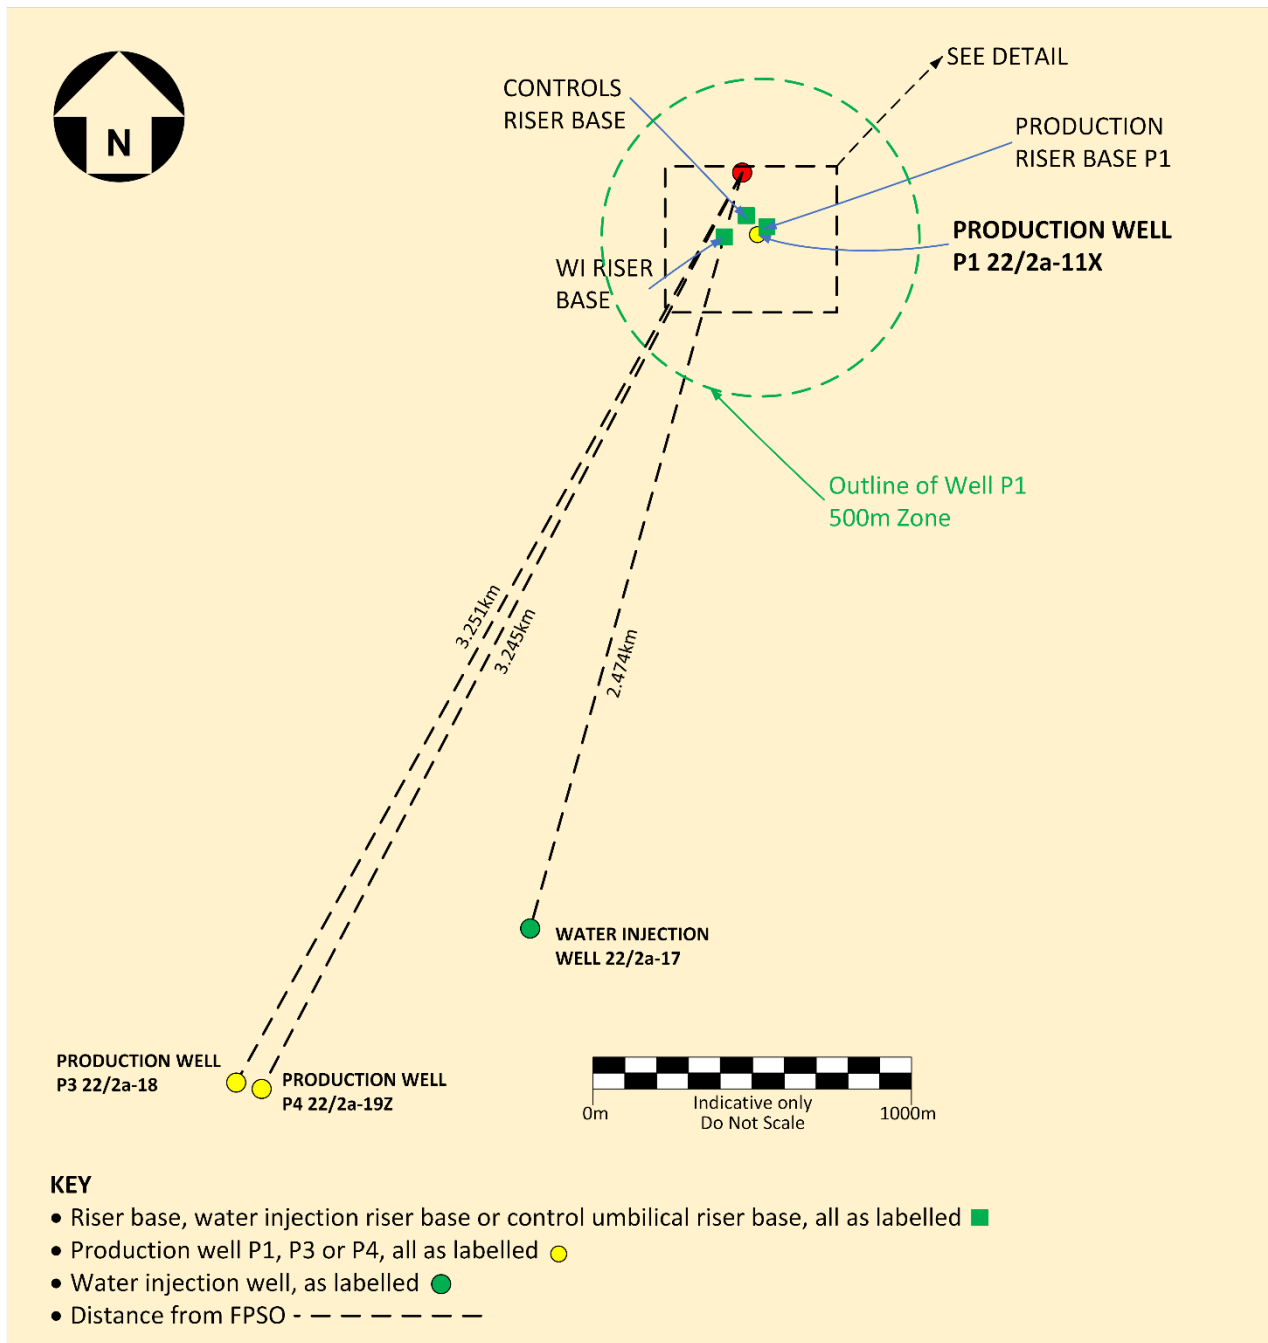 N
CONTROLS
RISER BASE
SEE DETAIL
PRODUCTION
RISER BASE P1
PRODUCTION WELL
P1 22/2a-11X
WI RISER
BASE
Outline of Well P1
500m Zone
3.251km
3.245km
2.474km
WATER INJECTION
WELL 22/2a-17
PRODUCTION WELL
P3 22/2a-18
PRODUCTION WELL
P4 22/2a-19Z
0m
Indicative only
Do Not Scale
1000m
KEY
• Riser base, water injection riser base or control umbilical riser base, all as labelled
• Production well P1, P3 or P4, all as labelled
• Water injection well, as labelled
• Distance from FPSO